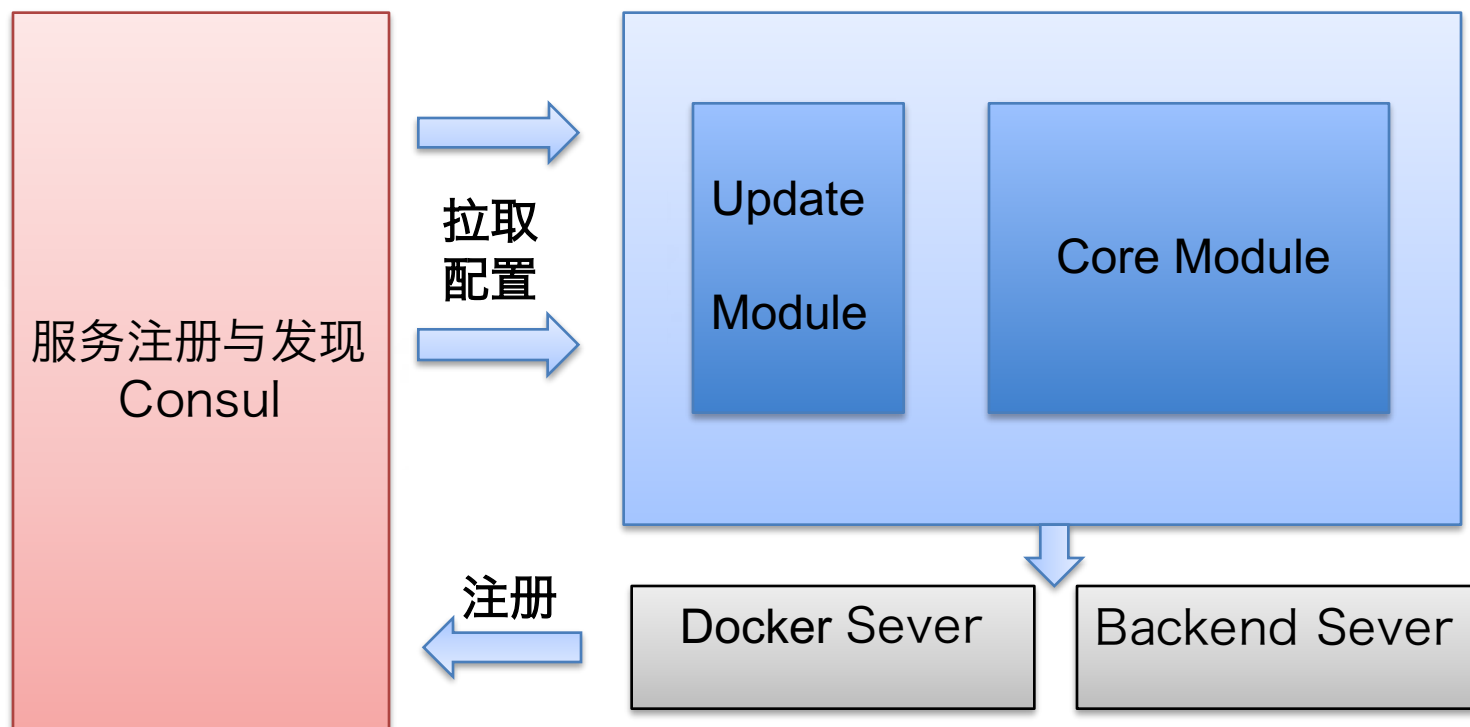 服务注册与发现
Consul
拉取
配置
Update
Module
Core Module
注册
Docker Sever
Backend Sever